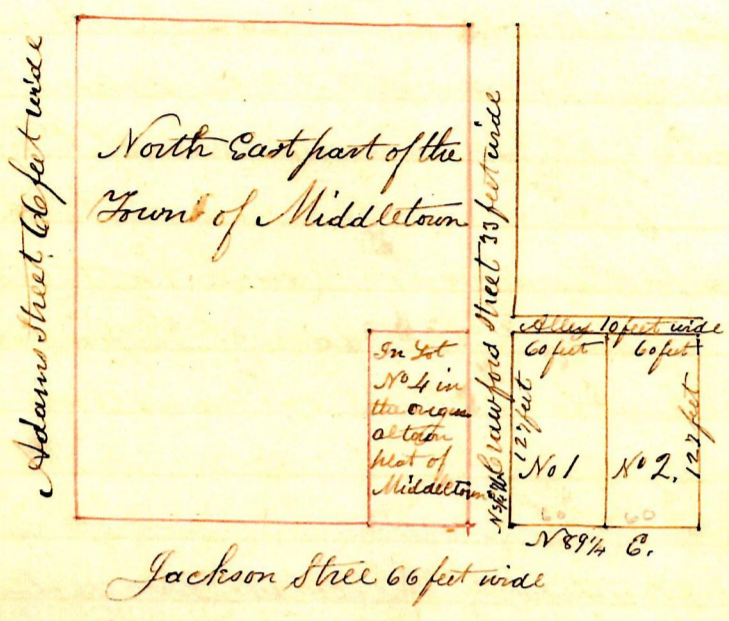 Adams Street 66 feet wide
North East part of the
Town of Middletown
Crawford Street 33 feet wide
Alley 10 feet wide
60 feet
60 feet
In Lot
No 4 in
the origin
al town
plat of
Middletown
127 feet
No 1
No 2.
127 feet
60
60
N 89 1/4 E.
Jackson Stree 66 feet wide